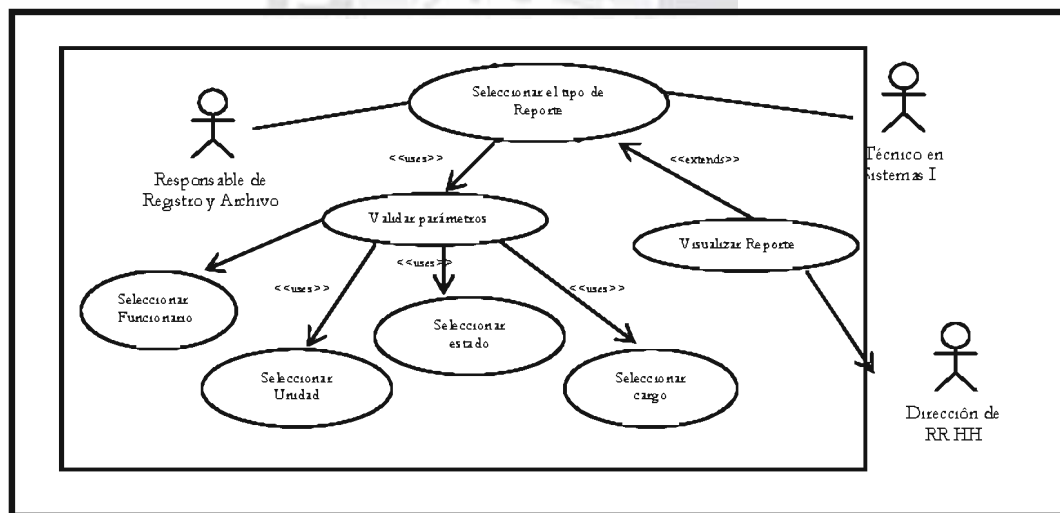 Seleccionar el tipo de
Reporte
<<uses>>
<<extends>>
Técnico en
Sistemas I
Responsable de
Registro y Archivo
Validar parámetros
Visualizar Reporte
<<uses>>
<<uses>>
<<uses>>
Seleccionar
Funcionario
Seleccionar
estado
Seleccionar
Unidad
Seleccionar
cargo
Dirección de
RR HH